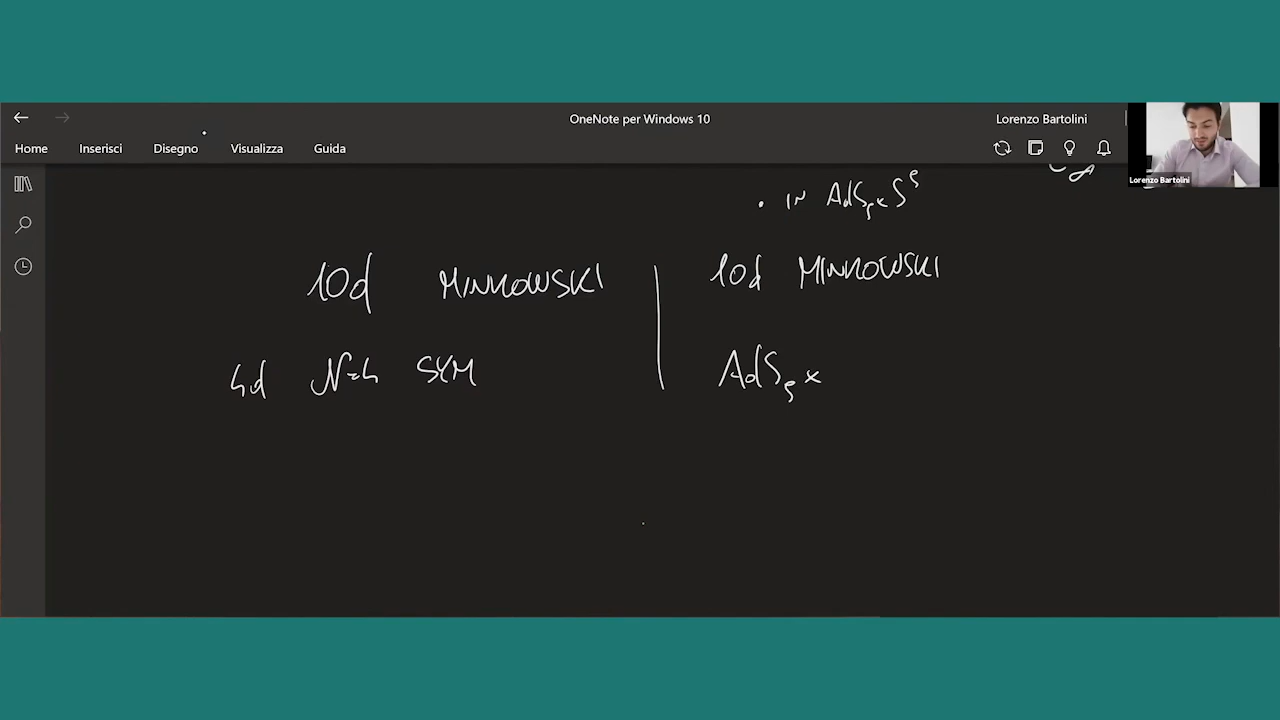 OneNote per Windows 10
Lorenzo Bartolini
Home Inserisci Disegno Visualizza Guida
Lorenzo Bartolini
. IN AdS₅ x S⁵
10d MINKOWSKI | 10d MINKOWSKI
4d N=4 SYM | AdS₅ x